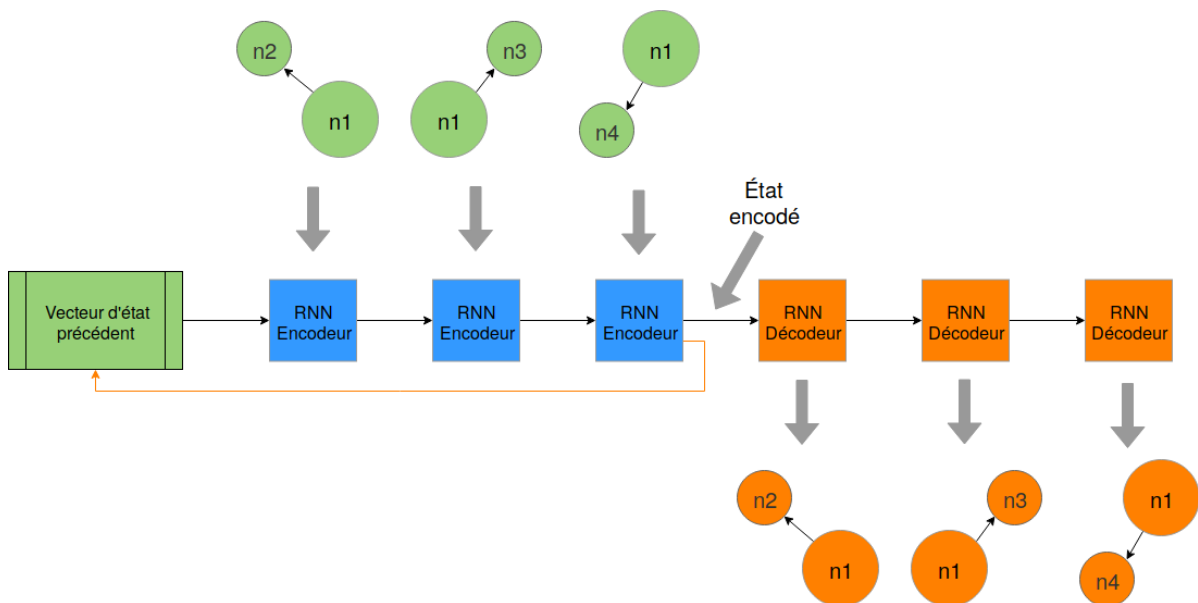 n2
n1
n3
n1
n1
n4
État
encodé
Vecteur d'état
précédent
RNN
Encodeur
RNN
Encodeur
RNN
Encodeur
RNN
Décodeur
RNN
Décodeur
RNN
Décodeur
n2
n1
n3
n1
n1
n4